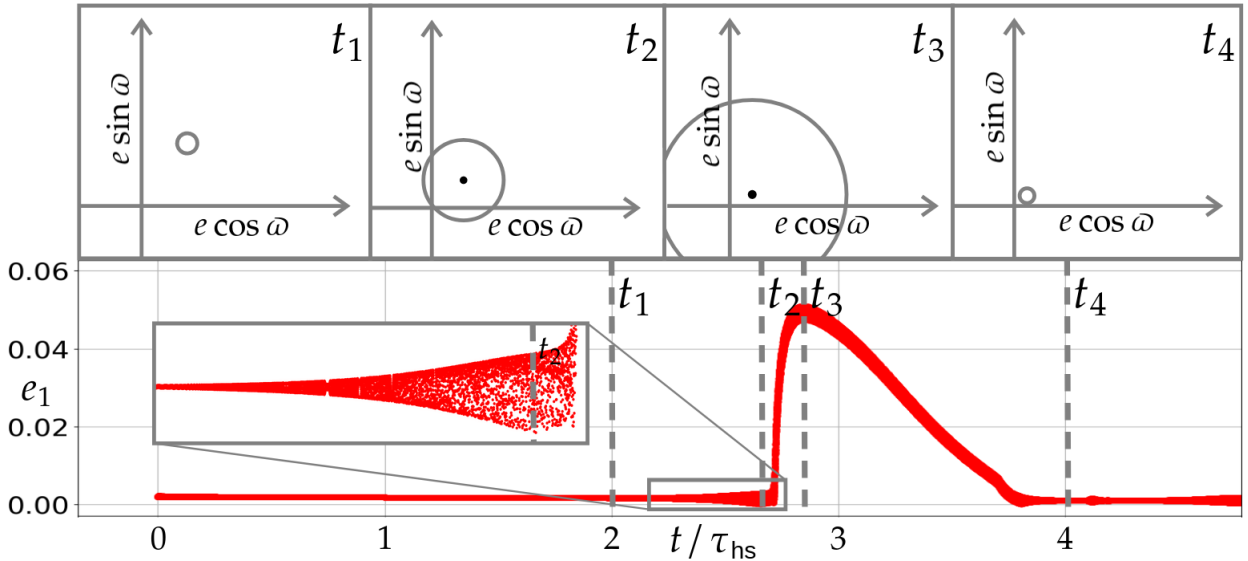 t₁ t₂ t₃ t₄
e sin ϖ e sin ϖ e sin ϖ e sin ϖ
e cos ϖ e cos ϖ e cos ϖ e cos ϖ
0.06
t₁ t₂ t₃ t₄
0.04
t₂
e₁
0.02
0.00
0 1 2 t / τhs 3 4